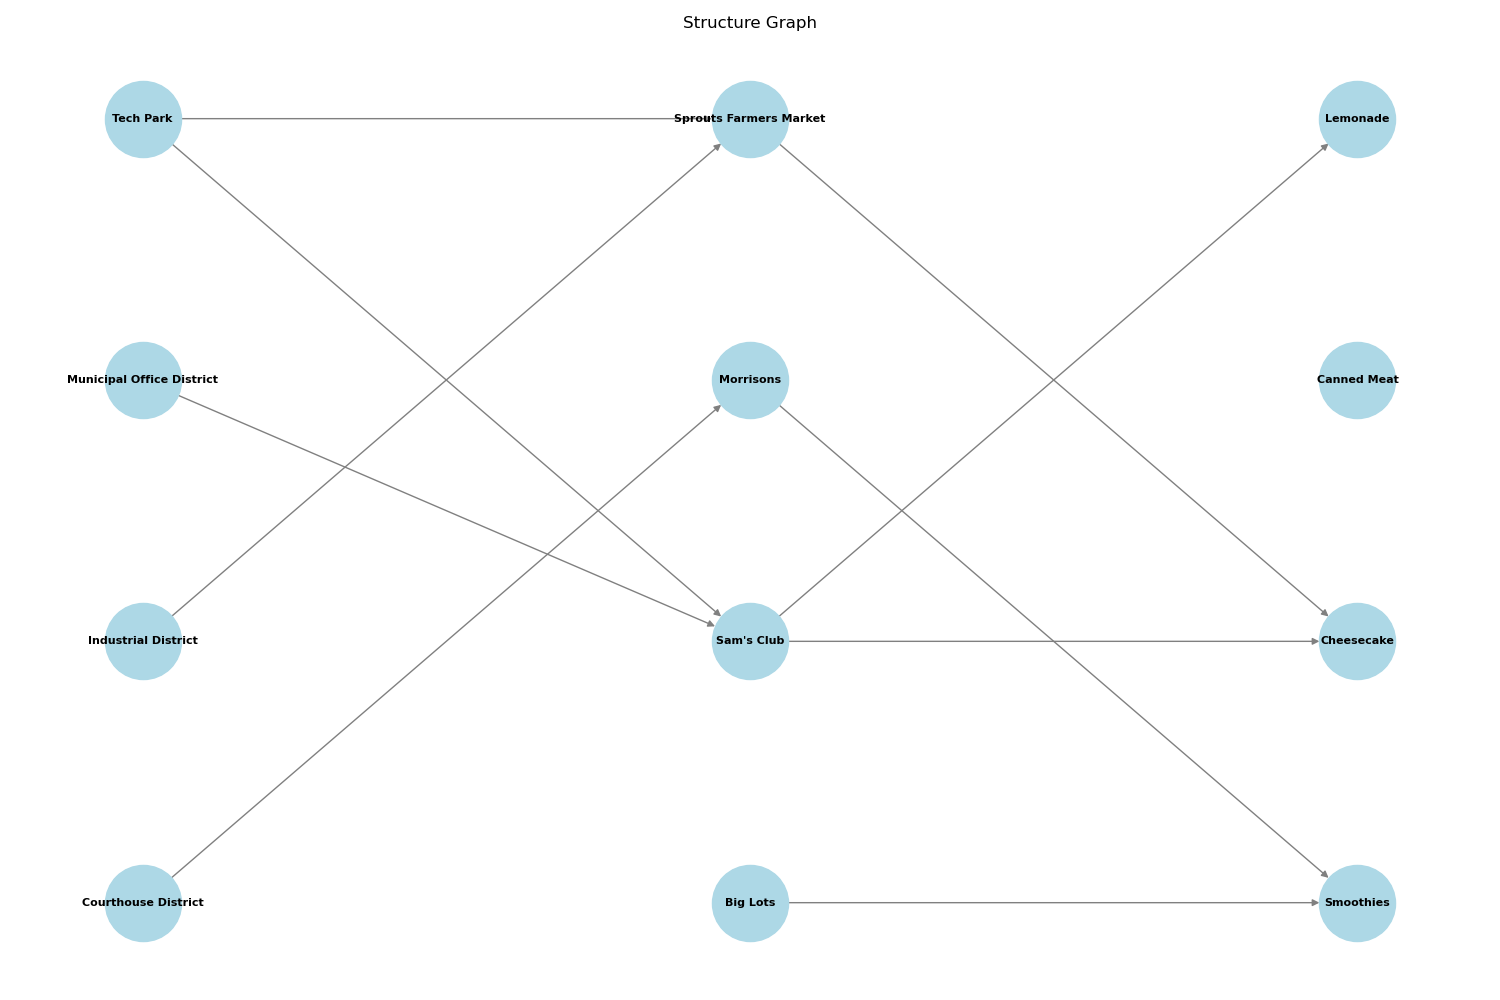 Structure Graph
Tech Park
Sprouts Farmers Market
Lemonade
Municipal Office District
Morrisons
Canned Meat
Industrial District
Sam's Club
Cheesecake
Courthouse District
Big Lots
Smoothies